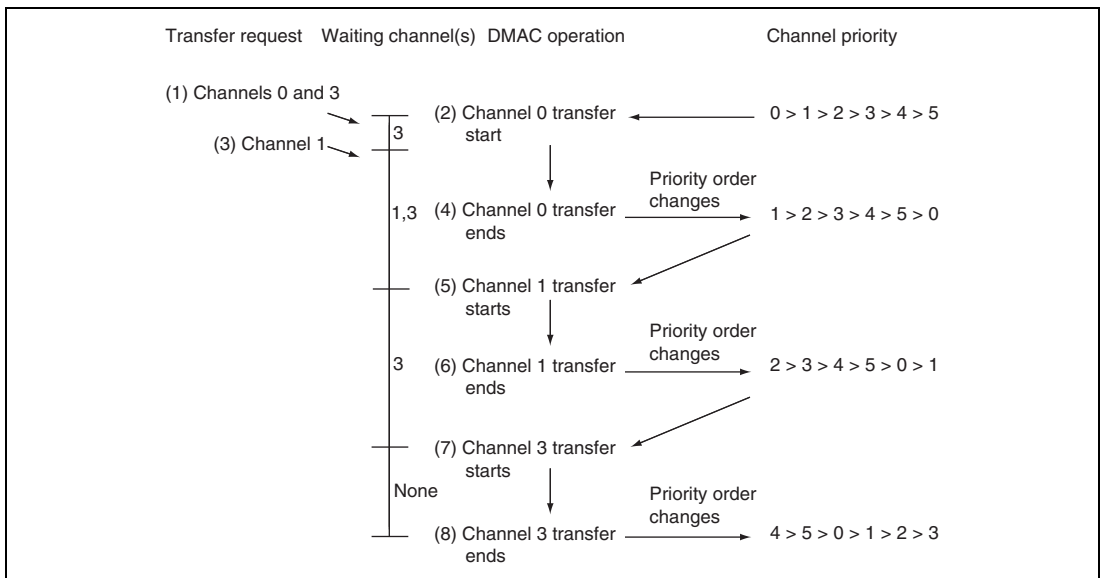 Transfer request Waiting channel(s) DMAC operation Channel priority
(1) Channels 0 and 3
(2) Channel 0 transfer
start
0 > 1 > 2 > 3 > 4 > 5
3
(3) Channel 1
Priority order
changes
1,3
(4) Channel 0 transfer
ends
1 > 2 > 3 > 4 > 5 > 0
(5) Channel 1 transfer
starts
Priority order
changes
3
(6) Channel 1 transfer
ends
2 > 3 > 4 > 5 > 0 > 1
(7) Channel 3 transfer
starts
None
Priority order
changes
(8) Channel 3 transfer
ends
4 > 5 > 0 > 1 > 2 > 3